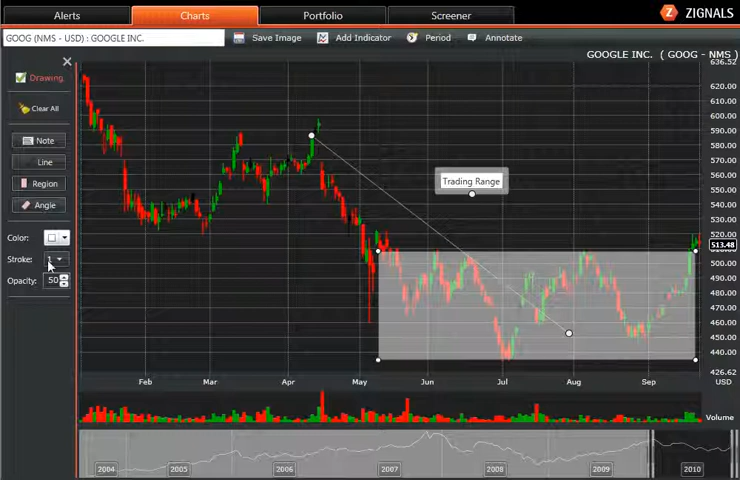 Alerts
Charts
Portfolio
Screener
ZIGNALS
GOOG (NMS - USD) : GOOGLE INC.
Save Image
Add Indicator
Period
Annotate
GOOGLE INC. ( GOOG - NMS )
Drawing
Clear All
Note
Line
Region
Angle
Color:
Stroke:
1
Opacity:
50
Trading Range
636.52
620.00
610.00
600.00
590.00
580.00
570.00
560.00
550.00
540.00
530.00
520.00
513.48
500.00
490.00
480.00
470.00
460.00
450.00
440.00
426.62
Feb
Mar
Apr
May
Jun
Jul
Aug
Sep
USD
Volume
2004
2005
2006
2007
2008
2009
2010